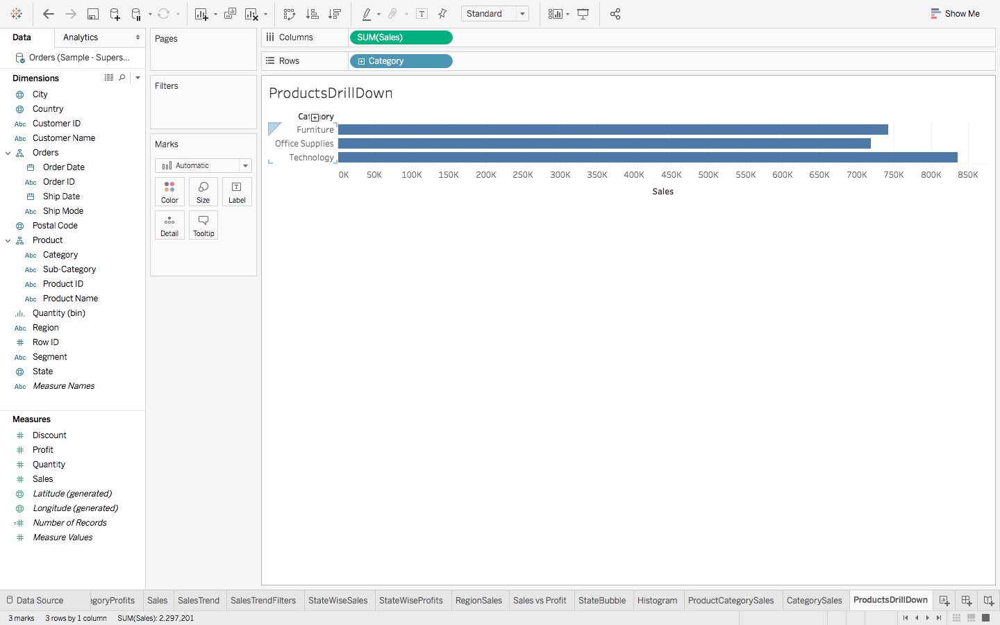 Standard
Show Me
Data
Analytics
Orders (Sample - Supers...
Dimensions
City
Country
Abc Customer ID
Abc Customer Name
Orders
Order Date
Abc Order ID
Ship Date
Abc Ship Mode
Postal Code
Product
Abc Category
Abc Sub-Category
Abc Product ID
Abc Product Name
Quantity (bin)
Abc Region
Row ID
Abc Segment
State
Abc Measure Names
Measures
Discount
Profit
Quantity
Sales
Latitude (generated)
Longitude (generated)
Number of Records
Measure Values
Pages
Filters
Marks
Automatic
Color
Size
Label
Detail
Tooltip
Columns
SUM(Sales)
Rows
Category
ProductsDrillDown
Furniture
Office Supplies
Technology
0K 50K 100K 150K 200K 250K 300K 350K 400K 450K 500K 550K 600K 650K 700K 750K 800K 850K
Sales
Data Source
egoryProfits
Sales
SalesTrend
SalesTrendFilters
StateWiseSales
StateWiseProfits
RegionSales
Sales vs Profit
StateBubble
Histogram
ProductCategorySales
CategorySales
ProductsDrillDown
3 marks
3 rows by 1 column
SUM(Sales): 2,297,201